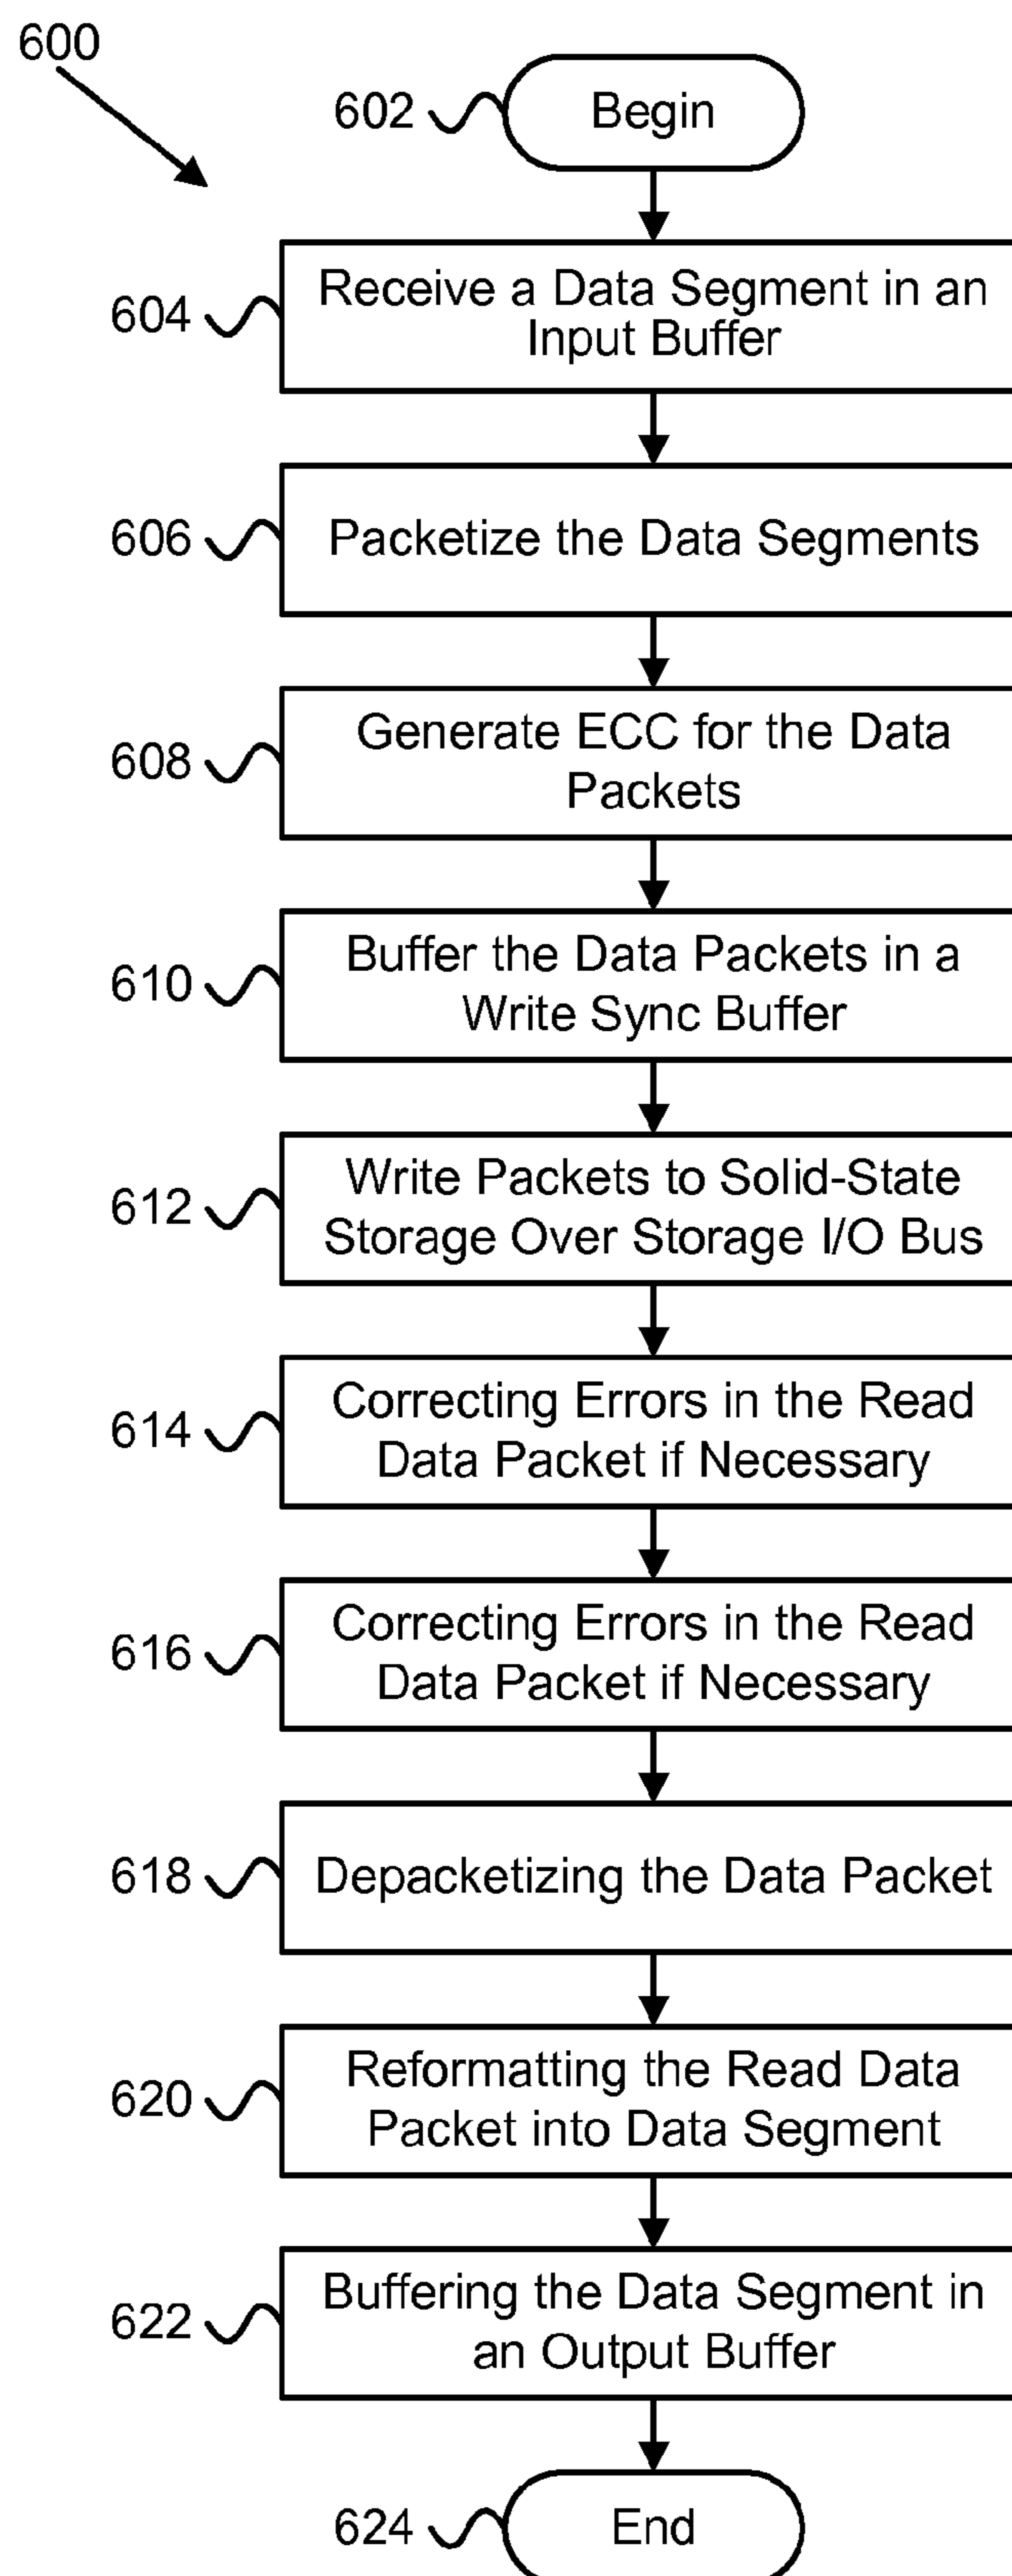 600
602
Begin
604
Receive a Data Segment in an
Input Buffer
606
Packetize the Data Segments
608
Generate ECC for the Data
Packets
610
Buffer the Data Packets in a
Write Sync Buffer
612
Write Packets to Solid-State
Storage Over Storage I/O Bus
614
Correcting Errors in the Read
Data Packet if Necessary
616
Correcting Errors in the Read
Data Packet if Necessary
618
Depacketizing the Data Packet
620
Reformatting the Read Data
Packet into Data Segment
622
Buffering the Data Segment in
an Output Buffer
624
End